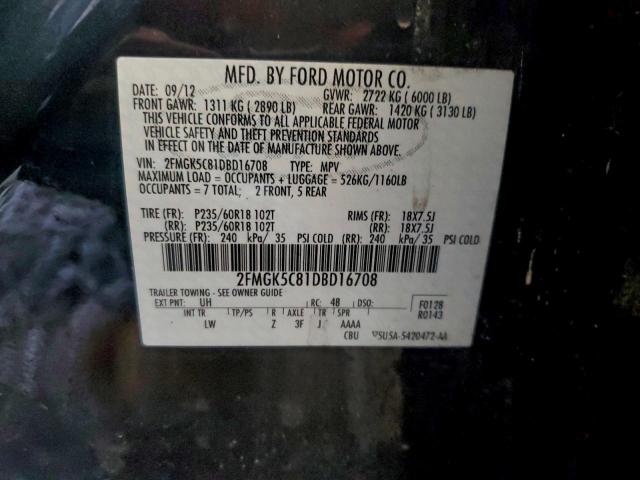 MFD. BY FORD MOTOR CO.
DATE: 09/12 GVWR: 2722 KG ( 6000 LB)
FRONT GAWR: 1311 KG ( 2890 LB) REAR GAWR: 1420 KG ( 3130 LB)
THIS VEHICLE CONFORMS TO ALL APPLICABLE FEDERAL MOTOR
VEHICLE SAFETY AND THEFT PREVENTION STANDARDS
IN EFFECT ON THE DATE OF MANUFACTURE SHOWN ABOVE.
VIN: 2FMGK5C81DBD16708 TYPE: MPV
MAXIMUM LOAD = OCCUPANTS + LUGGAGE = 526KG/1160LB
OCCUPANTS = 7 TOTAL; 2 FRONT, 5 REAR
TIRE (FR): P235/60R18 102T RIMS (FR): 18X7.5J
(RR): P235/60R18 102T (RR): 18X7.5J
PRESSURE (FR): 240 kPa/ 35 PSI COLD (RR): 240 kPa/ 35 PSI COLD
2FMGK5C81DBD16708
TRAILER TOWING - SEE OWNER GUIDE
EXT PNT: UH RC: 48 DSO: F0128
R0143
INT TR TP/PS R AXLE TR SPR
LW Z 3F J AAAA
CBU 5U5A-5420472-AA